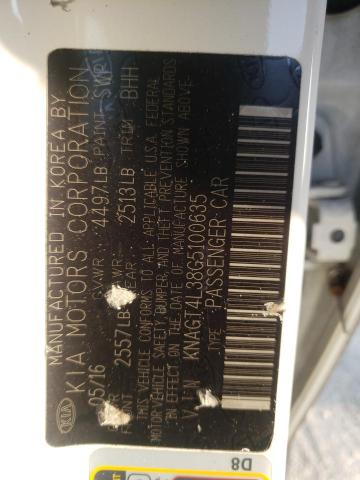 MANUFACTURED IN KOREA BY
KIA MOTORS CORPORATION
KIA
05/16 GVWR 4497LB PAINT SWP
2557LB 2513LB TRIM BHH
THIS VEHICLE CONFORMS TO ALL APPLICABLE U.S.A. FEDERAL
MOTOR VEHICLE SAFETY, BUMPER, AND THEFT PREVENTION STANDARDS
IN EFFECT ON THE DATE OF MANUFACTURE SHOWN ABOVE.
V.I.N. KNAGT4L38G5100635
TYPE: PASSENGER CAR
D8